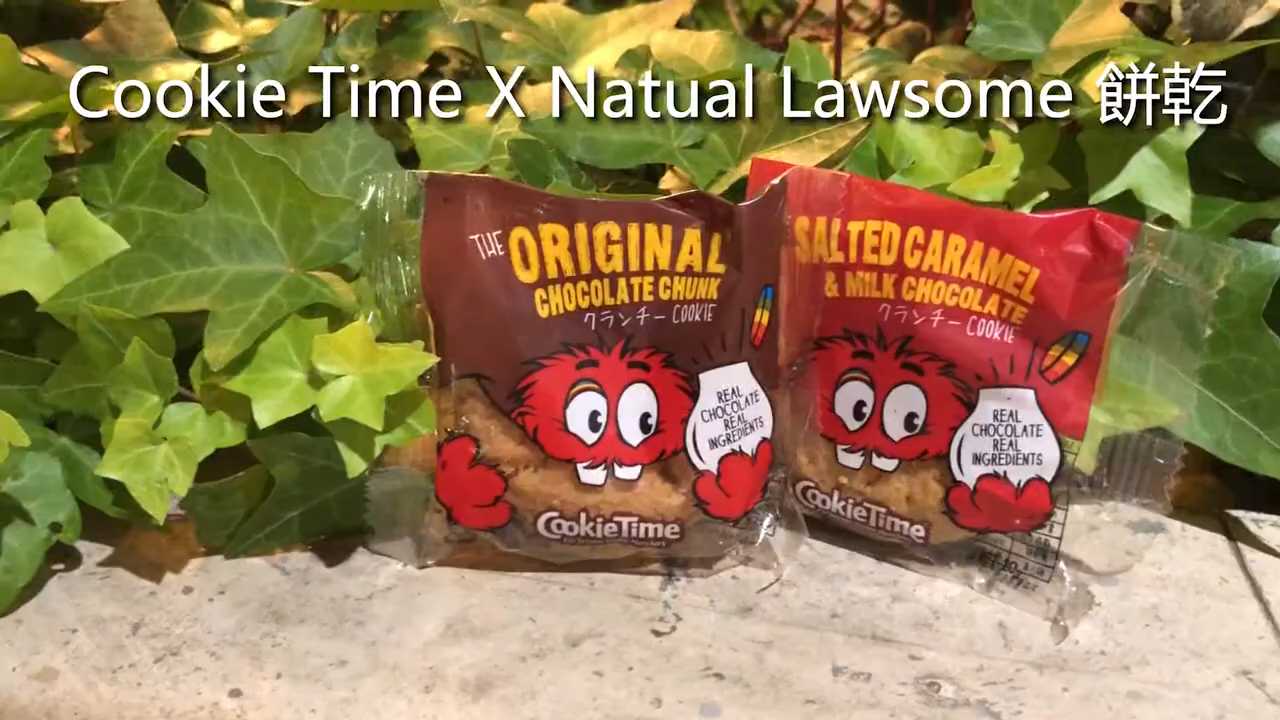 Cookie Time X Natual Lawsome 餅乾
THE ORIGINAL
CHOCOLATE CHUNK
クランチー COOKIE
REAL
CHOCOLATE
REAL
INGREDIENTS
CookieTime
SALTED CARAMEL
& MILK CHOCOLATE
クランチー COOKIE
REAL
CHOCOLATE
REAL
INGREDIENTS
CookieTime